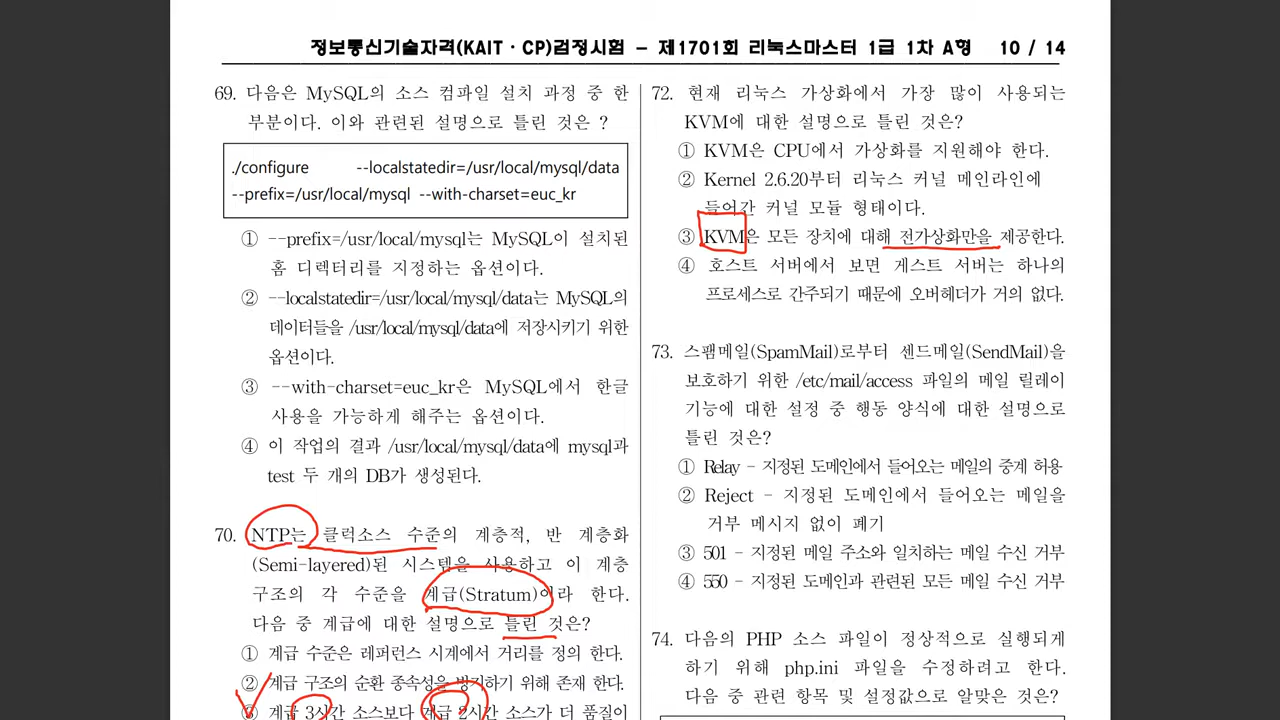 정보통신기술자격(KAIT · CP)검정시험 – 제1701회 리눅스마스터 1급 1차 A형 10 / 14
69. 다음은 MySQL의 소스 컴파일 설치 과정 중 한
부분이다. 이와 관련된 설명으로 틀린 것은 ?
./configure --localstatedir=/usr/local/mysql/data
--prefix=/usr/local/mysql --with-charset=euc_kr
① --prefix=/usr/local/mysql는 MySQL이 설치된
홈 디렉터리를 지정하는 옵션이다.
② --localstatedir=/usr/local/mysql/data는 MySQL의
데이터들을 /usr/local/mysql/data에 저장시키기 위한
옵션이다.
③ --with-charset=euc_kr은 MySQL에서 한글
사용을 가능하게 해주는 옵션이다.
④ 이 작업의 결과 /usr/local/mysql/data에 mysql과
test 두 개의 DB가 생성된다.
70. NTP는 클럭소스 수준의 계층적, 반 계층화
(Semi-layered)된 시스템을 사용하고 이 계층
구조의 각 수준을 계급(Stratum)이라 한다.
다음 중 계급에 대한 설명으로 틀린 것은?
① 계급 수준은 레퍼런스 시계에서 거리를 정의 한다.
② 계급 구조의 순환 종속성을 방지하기 위해 존재 한다.
③ 계급 3시간 소스보다 계급 2시간 소스가 더 품질이
72. 현재 리눅스 가상화에서 가장 많이 사용되는
KVM에 대한 설명으로 틀린 것은?
① KVM은 CPU에서 가상화를 지원해야 한다.
② Kernel 2.6.20부터 리눅스 커널 메인라인에
들어간 커널 모듈 형태이다.
③ KVM은 모든 장치에 대해 전가상화만을 제공한다.
④ 호스트 서버에서 보면 게스트 서버는 하나의
프로세스로 간주되기 때문에 오버헤더가 거의 없다.
73. 스팸메일(SpamMail)로부터 센드메일(SendMail)을
보호하기 위한 /etc/mail/access 파일의 메일 릴레이
기능에 대한 설정 중 행동 양식에 대한 설명으로
틀린 것은?
① Relay - 지정된 도메인에서 들어오는 메일의 중계 허용
② Reject - 지정된 도메인에서 들어오는 메일을
거부 메시지 없이 폐기
③ 501 - 지정된 메일 주소와 일치하는 메일 수신 거부
④ 550 - 지정된 도메인과 관련된 모든 메일 수신 거부
74. 다음의 PHP 소스 파일이 정상적으로 실행되게
하기 위해 php.ini 파일을 수정하려고 한다.
다음 중 관련 항목 및 설정값으로 알맞은 것은?